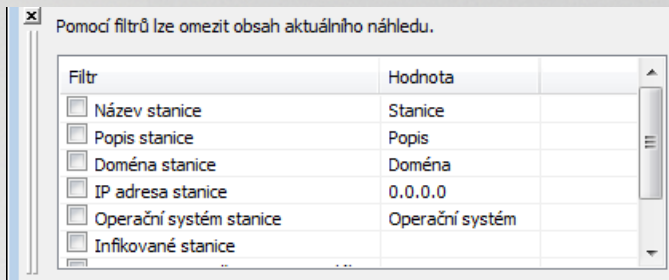 Pomocí filtrů lze omezit obsah aktuálního náhledu.
Filtr Hodnota
Název stanice Stanice
Popis stanice Popis
Doména stanice Doména
IP adresa stanice 0.0.0.0
Operační systém stanice Operační systém
Infikované stanice